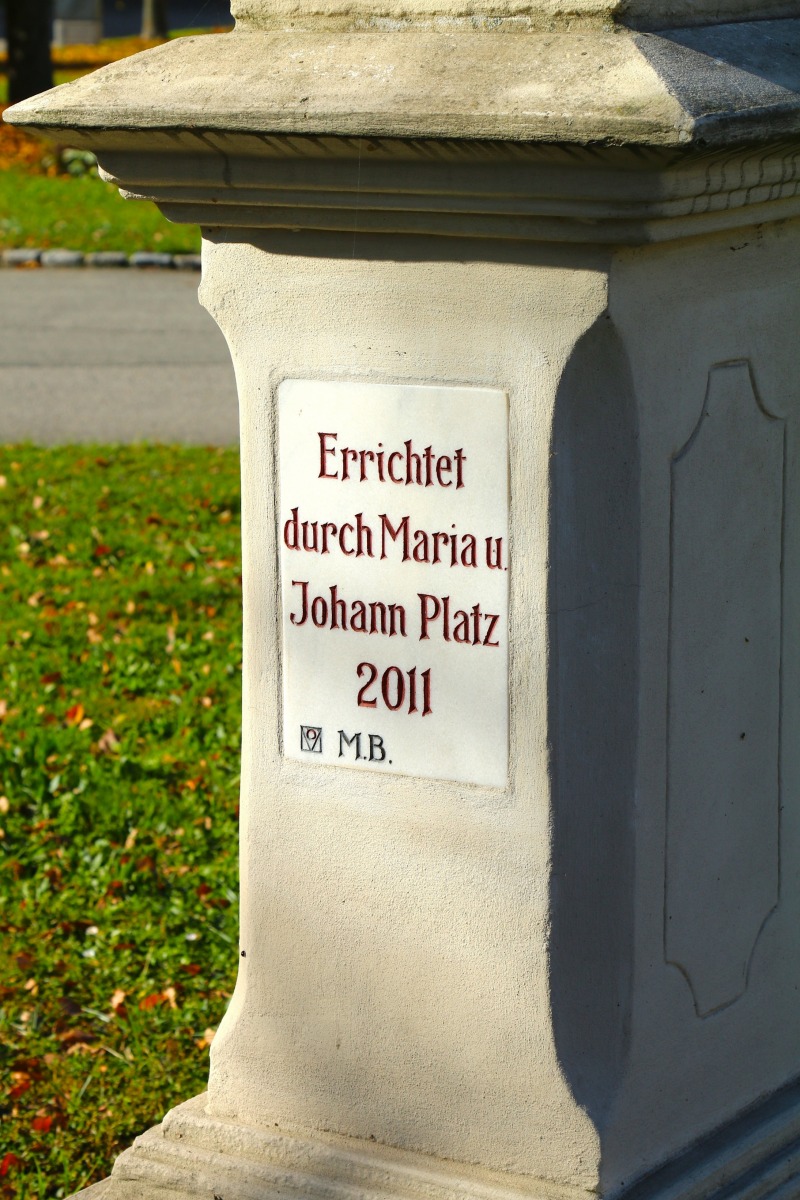 Errichtet
durch Maria u.
Johann Platz
2011
M.B.